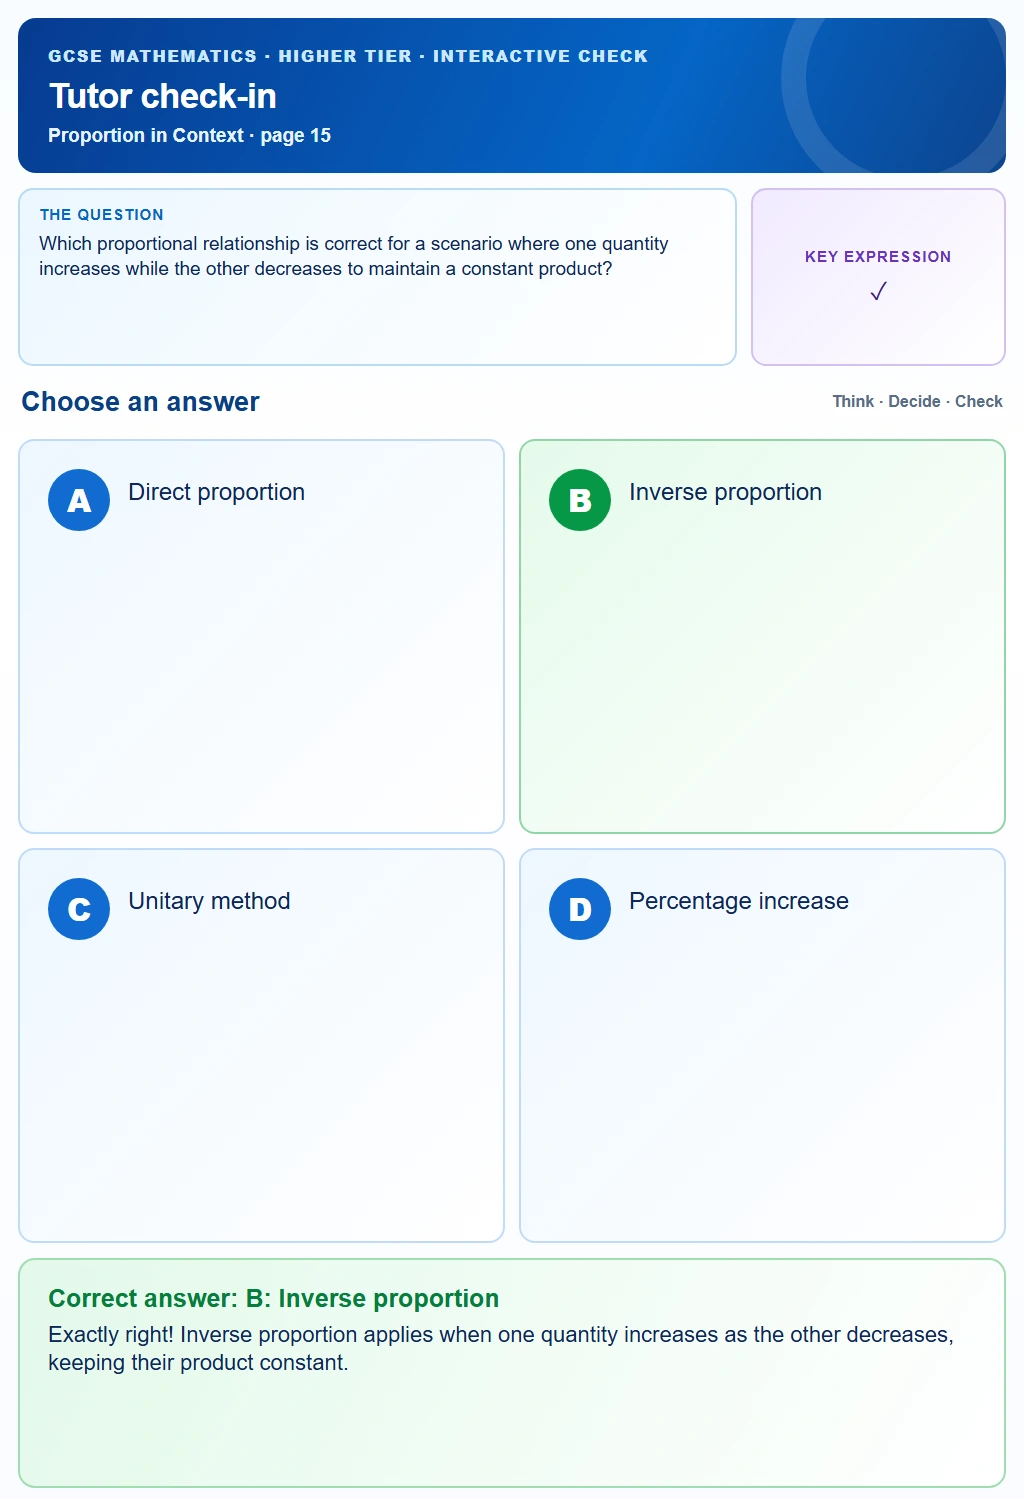 GCSE MATHEMATICS · HIGHER TIER · INTERACTIVE CHECK
Tutor check-in
Proportion in Context · page 15
THE QUESTION
Which proportional relationship is correct for a scenario where one quantity
increases while the other decreases to maintain a constant product?
KEY EXPRESSION
✓
Choose an answer
Think · Decide · Check
A
Direct proportion
B
Inverse proportion
C
Unitary method
D
Percentage increase
Correct answer: B: Inverse proportion
Exactly right! Inverse proportion applies when one quantity increases as the other decreases,
keeping their product constant.